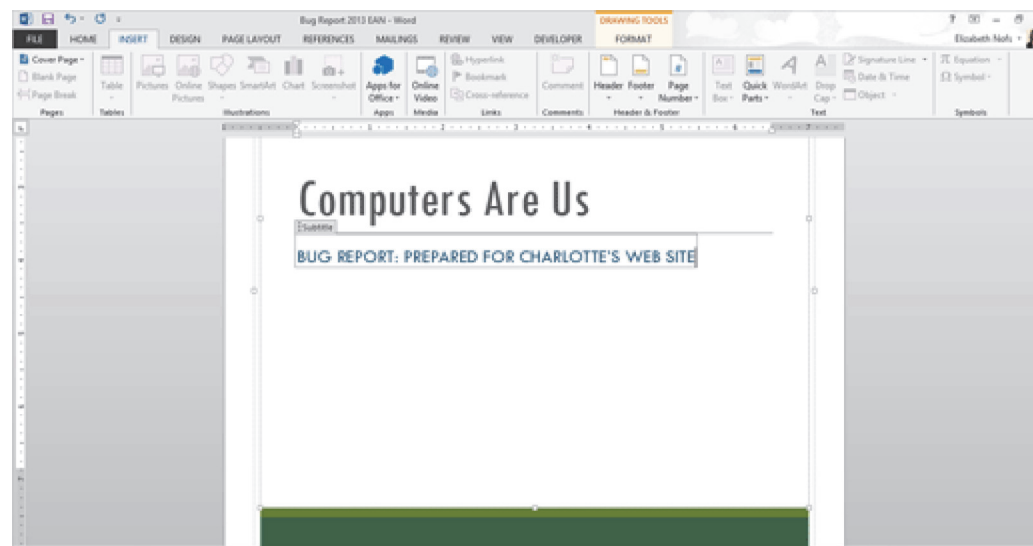 Bug Report 2013 EAN - Word
DRAWING TOOLS
FILE HOME INSERT DESIGN PAGE LAYOUT REFERENCES MAILINGS REVIEW VIEW DEVELOPER FORMAT
Elizabeth
Cover Page
Blank Page
Page Break
Table
Pictures
Online Pictures
Shapes
SmartArt
Chart
Screenshot
Apps for Office
Online Video
Hyperlink
Bookmark
Cross-reference
Comment
Header
Footer
Page Number
Text Box
Quick Parts
WordArt
Drop Cap
Signature Line
Date & Time
Object
Equation
Symbol
Pages Tables Illustrations Apps Media Links Comments Header & Footer Text Symbols
Computers Are Us
Subtitle
BUG REPORT: PREPARED FOR CHARLOTTE'S WEB SITE